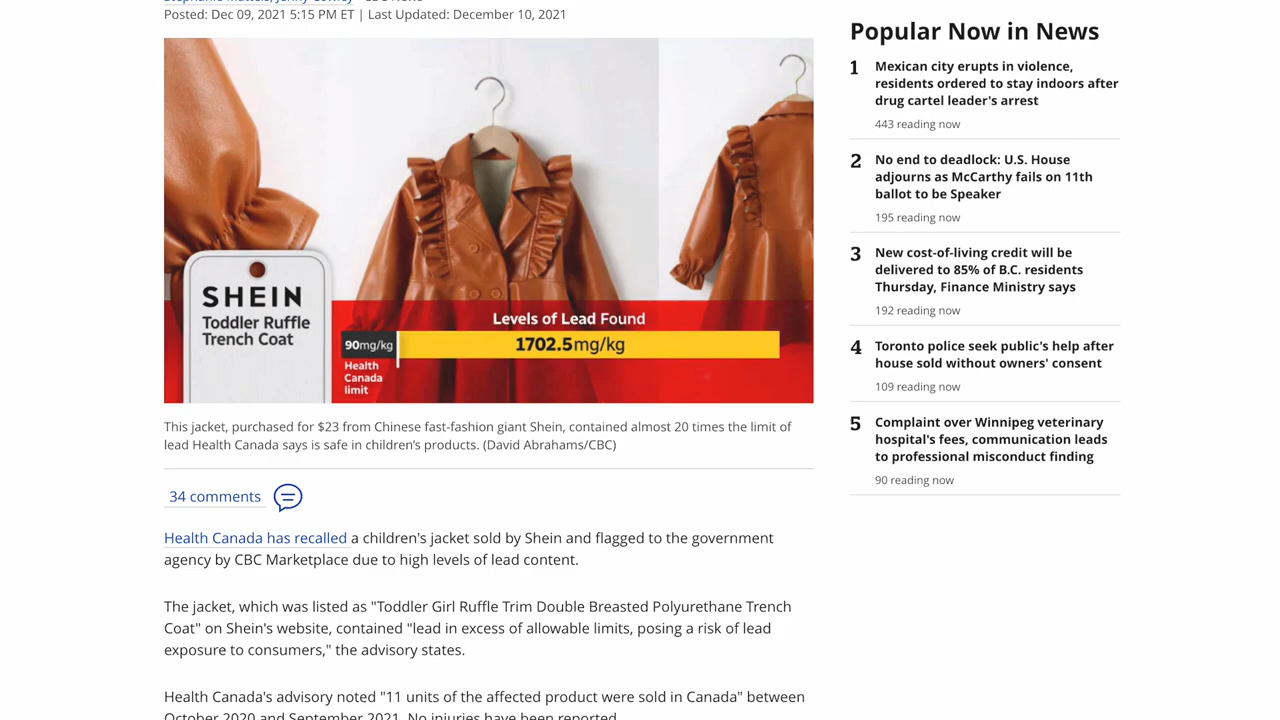 Posted: Dec 09, 2021 5:15 PM ET | Last Updated: December 10, 2021
SHEIN
Toddler Ruffle
Trench Coat
Levels of Lead Found
90mg/kg
1702.5mg/kg
Health
Canada
limit
This jacket, purchased for $23 from Chinese fast-fashion giant Shein, contained almost 20 times the limit of
lead Health Canada says is safe in children's products. (David Abrahams/CBC)
34 comments
Health Canada has recalled a children's jacket sold by Shein and flagged to the government
agency by CBC Marketplace due to high levels of lead content.
The jacket, which was listed as "Toddler Girl Ruffle Trim Double Breasted Polyurethane Trench
Coat" on Shein's website, contained "lead in excess of allowable limits, posing a risk of lead
exposure to consumers," the advisory states.
Health Canada's advisory noted "11 units of the affected product were sold in Canada" between
October 2020 and September 2021. No injuries have been reported.
Popular Now in News
1
Mexican city erupts in violence,
residents ordered to stay indoors after
drug cartel leader's arrest
443 reading now
2
No end to deadlock: U.S. House
adjourns as McCarthy fails on 11th
ballot to be Speaker
195 reading now
3
New cost-of-living credit will be
delivered to 85% of B.C. residents
Thursday, Finance Ministry says
192 reading now
4
Toronto police seek public's help after
house sold without owners' consent
109 reading now
5
Complaint over Winnipeg veterinary
hospital's fees, communication leads
to professional misconduct finding
90 reading now